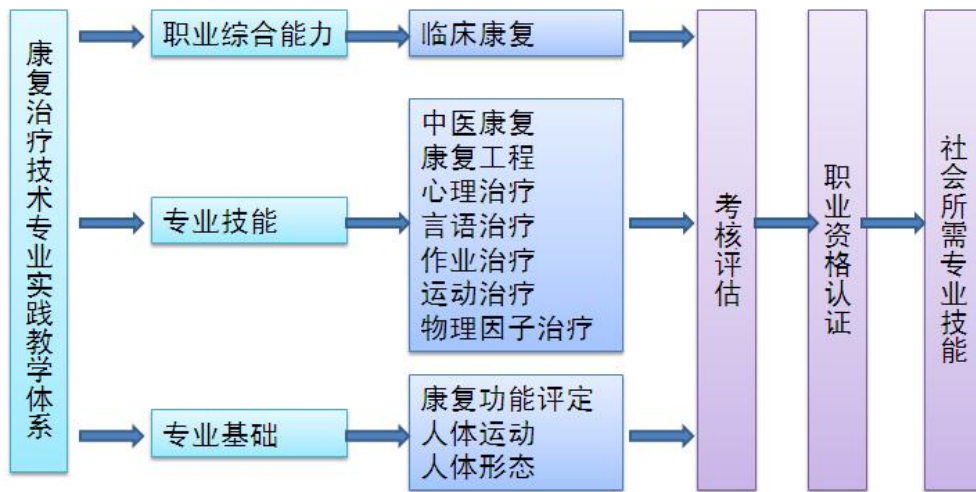 康复治疗技术专业实践教学体系
职业综合能力
临床康复
专业技能
中医康复
康复工程
心理治疗
言语治疗
作业治疗
运动治疗
物理因子治疗
专业基础
康复功能评定
人体运动
人体形态
考核评估
职业资格认证
社会所需专业技能